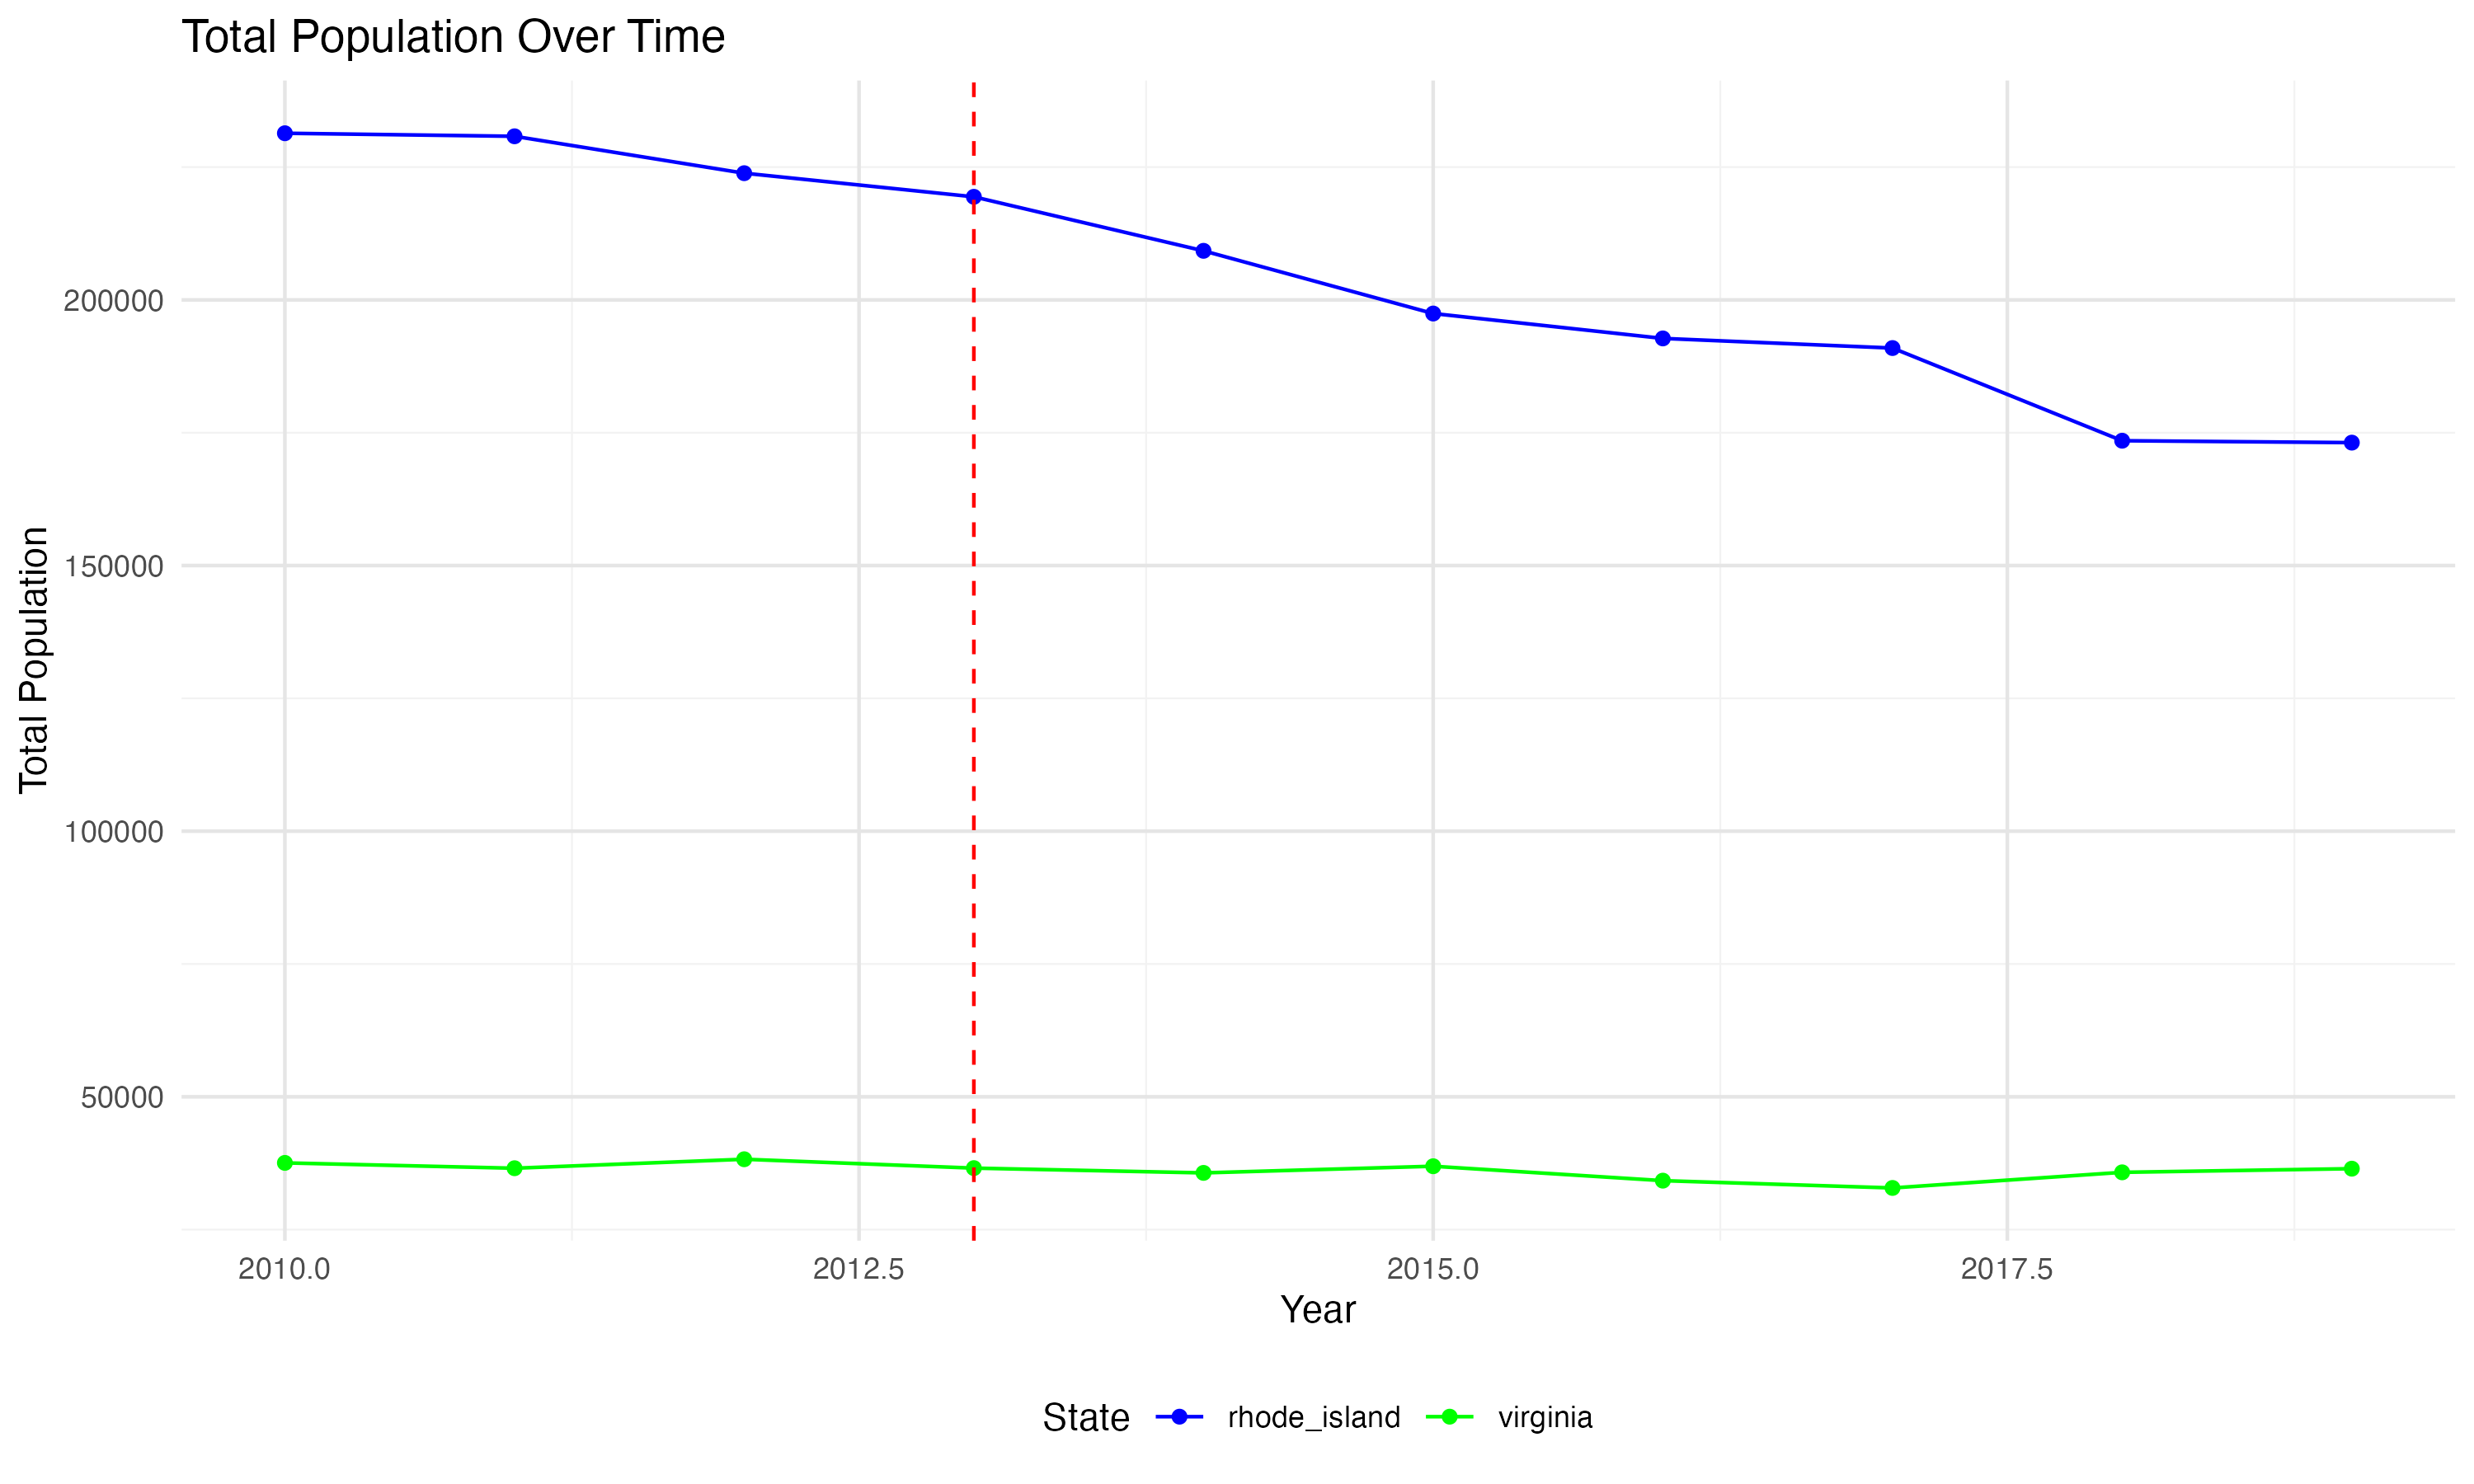 Total Population Over Time
Total Population
200000
150000
100000
50000
2010.0 2012.5 2015.0 2017.5
Year
State rhode_island virginia